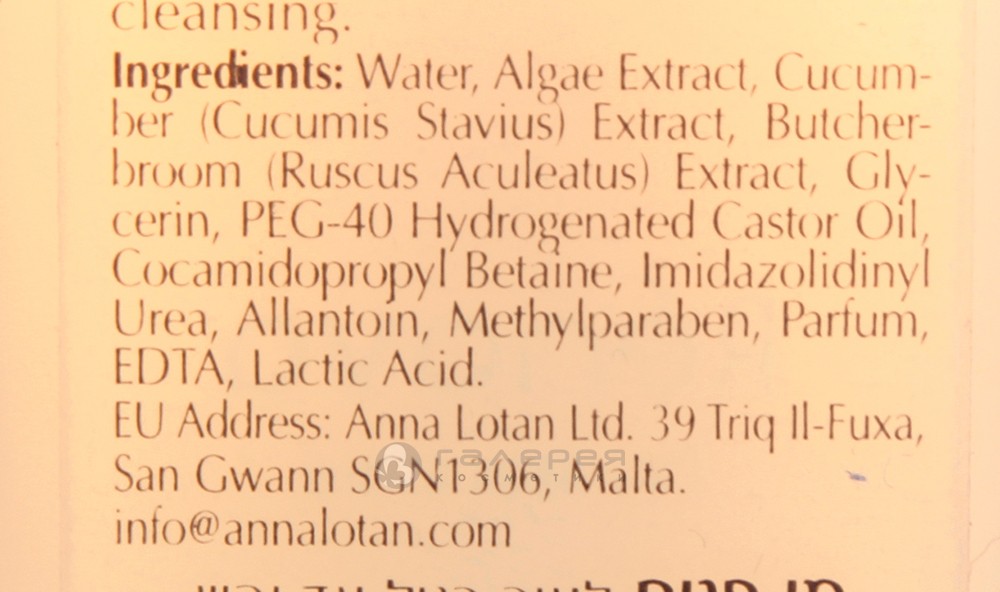 cleansing.
Ingredients: Water, Algae Extract, Cucum-
ber (Cucumis Stavius) Extract, Butcher-
broom (Ruscus Aculeatus) Extract, Gly-
cerin, PEG-40 Hydrogenated Castor Oil,
Cocamidopropyl Betaine, Imidazolidinyl
Urea, Allantoin, Methylparaben, Parfum,
EDTA, Lactic Acid.
EU Address: Anna Lotan Ltd. 39 Triq Il-Fuxa,
San Gwann SGN1306, Malta.
галерея
косметики
info@annalotan.com